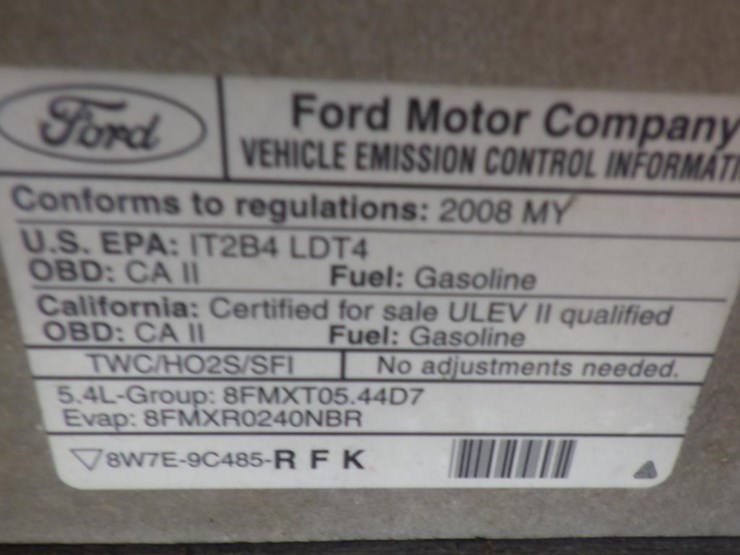 Ford
Ford Motor Company
VEHICLE EMISSION CONTROL INFORMATI
Conforms to regulations: 2008 MY
U.S. EPA: IT2B4 LDT4
OBD: CA II Fuel: Gasoline
California: Certified for sale ULEV II qualified
OBD: CA II Fuel: Gasoline
TWC/HO2S/SFI No adjustments needed.
5.4L-Group: 8FMXT05.44D7
Evap: 8FMXR0240NBR
8W7E-9C485-R F K